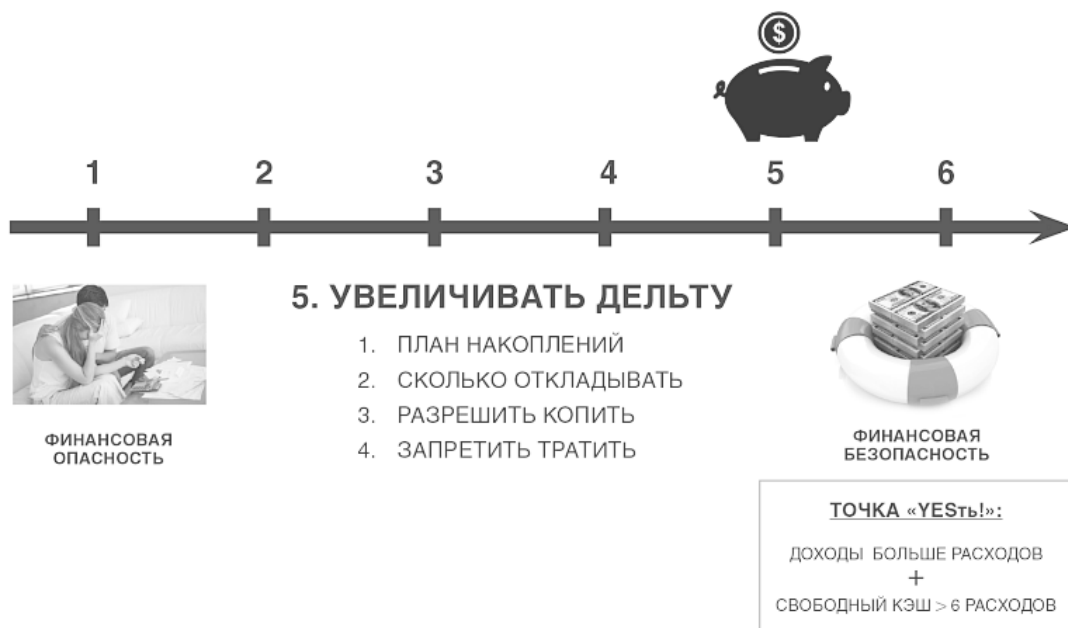 $
1 2 3 4 5 6
5. УВЕЛИЧИВАТЬ ДЕЛЬТУ
1. ПЛАН НАКОПЛЕНИЙ
2. СКОЛЬКО ОТКЛАДЫВАТЬ
3. РАЗРЕШИТЬ КОПИТЬ
4. ЗАПРЕТИТЬ ТРАТИТЬ
ФИНАНСОВАЯ
ОПАСНОСТЬ
ФИНАНСОВАЯ
БЕЗОПАСНОСТЬ
ТОЧКА «YESть!»:
ДОХОДЫ БОЛЬШЕ РАСХОДОВ
+
СВОБОДНЫЙ КЭШ > 6 РАСХОДОВ